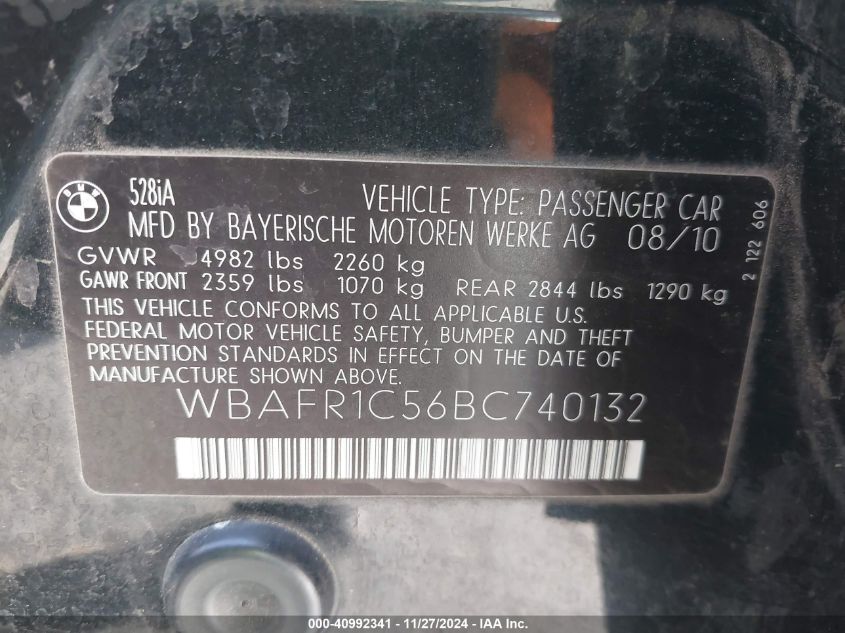 BMW
528iA
VEHICLE TYPE: PASSENGER CAR
MFD BY BAYERISCHE MOTOREN WERKE AG 08/10
GVWR 4982 lbs 2260 kg
GAWR FRONT 2359 lbs 1070 kg REAR 2844 lbs 1290 kg
THIS VEHICLE CONFORMS TO ALL APPLICABLE U.S.
FEDERAL MOTOR VEHICLE SAFETY, BUMPER AND THEFT
PREVENTION STANDARDS IN EFFECT ON THE DATE OF
MANUFACTURE SHOWN ABOVE.
WBAFR1C56BC740132
2 122 606
000-40992341 - 11/27/2024 - IAA Inc.